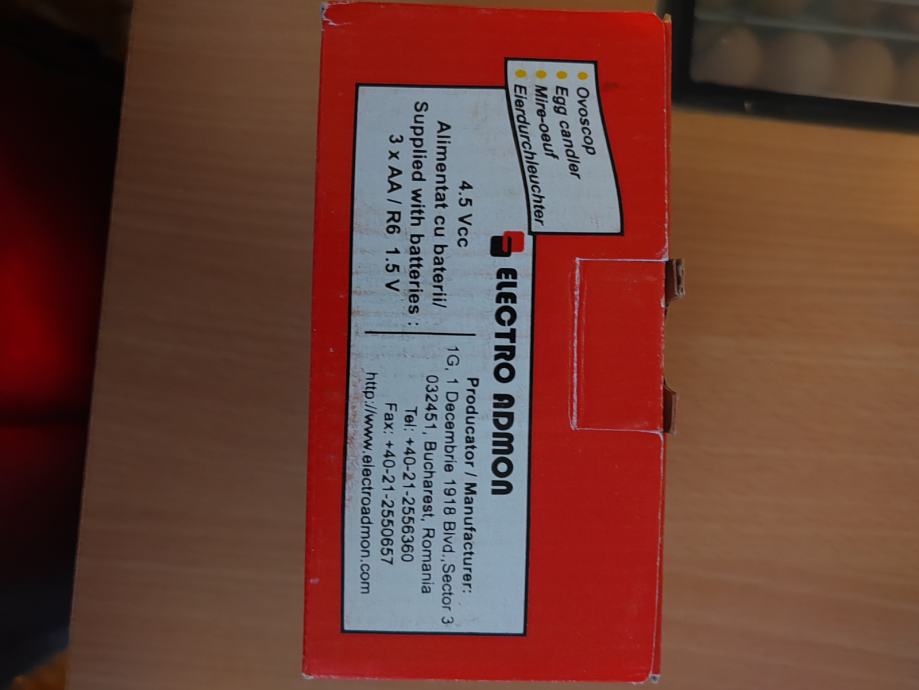 Ovoscop
Egg candler
Mire-oeuf
Eierdurchleuchter
ELECTRO ADMON
4.5 Vcc
Alimentat cu baterii/
Supplied with batteries :
3 x AA / R6 1.5 V
Producator / Manufacturer:
1G, 1 Decembrie 1918 Blvd.,Sector 3
032451, Bucharest, Romania
Tel: +40-21-2556360
Fax: +40-21-2550657
http://www.electroadmon.com